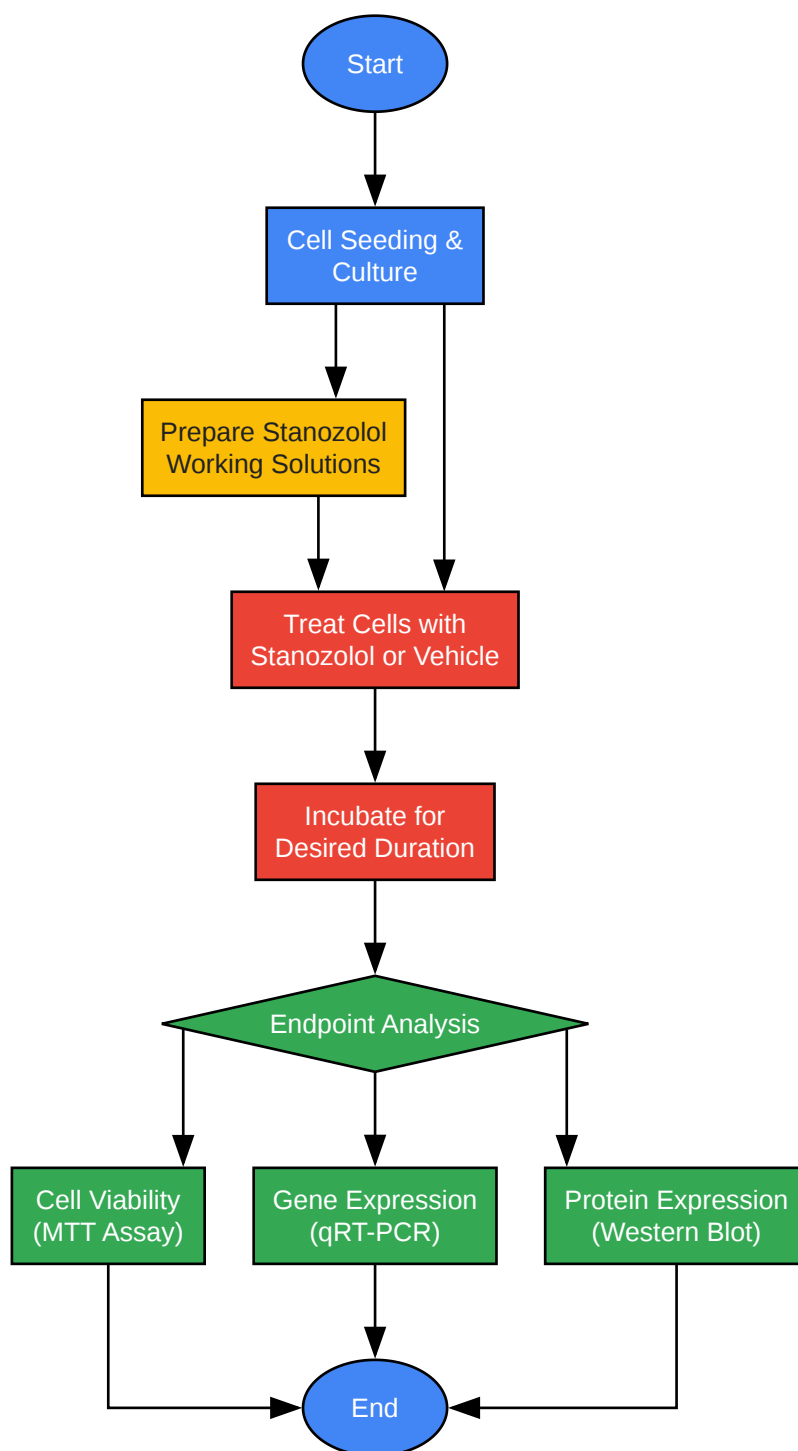 Start
Cell Seeding &
Culture
Prepare Stanozolol
Working Solutions
Treat Cells with
Stanozolol or Vehicle
Incubate for
Desired Duration
Endpoint Analysis
Cell Viability
(MTT Assay)
Gene Expression
(qRT-PCR)
Protein Expression
(Western Blot)
End